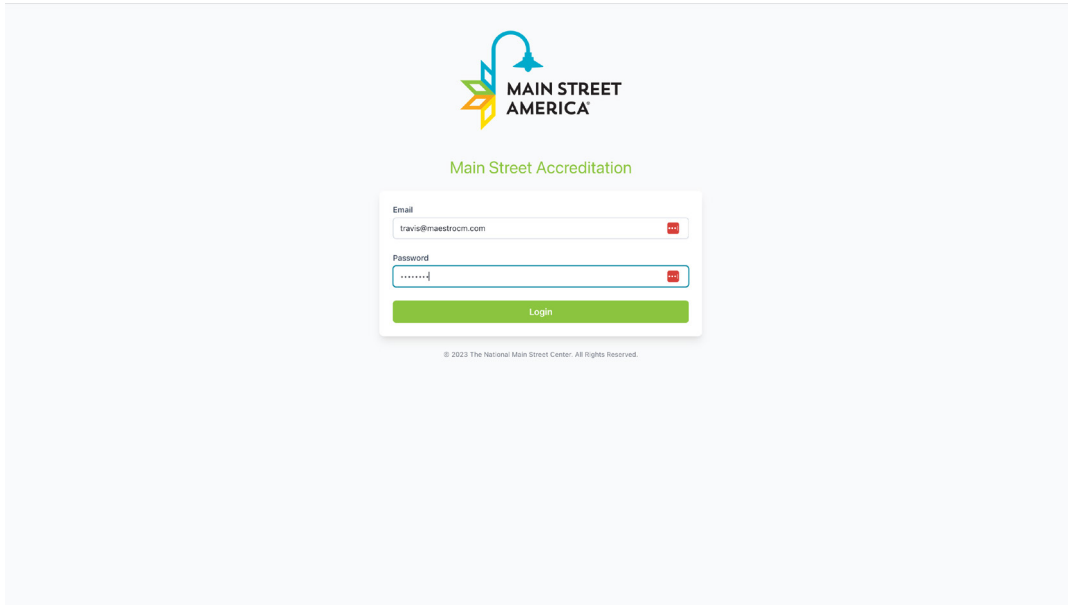 MAIN STREET
AMERICA®
Main Street Accreditation
Email
travis@maestrocm.com
Password
••••••••
Login
© 2023 The National Main Street Center. All Rights Reserved.